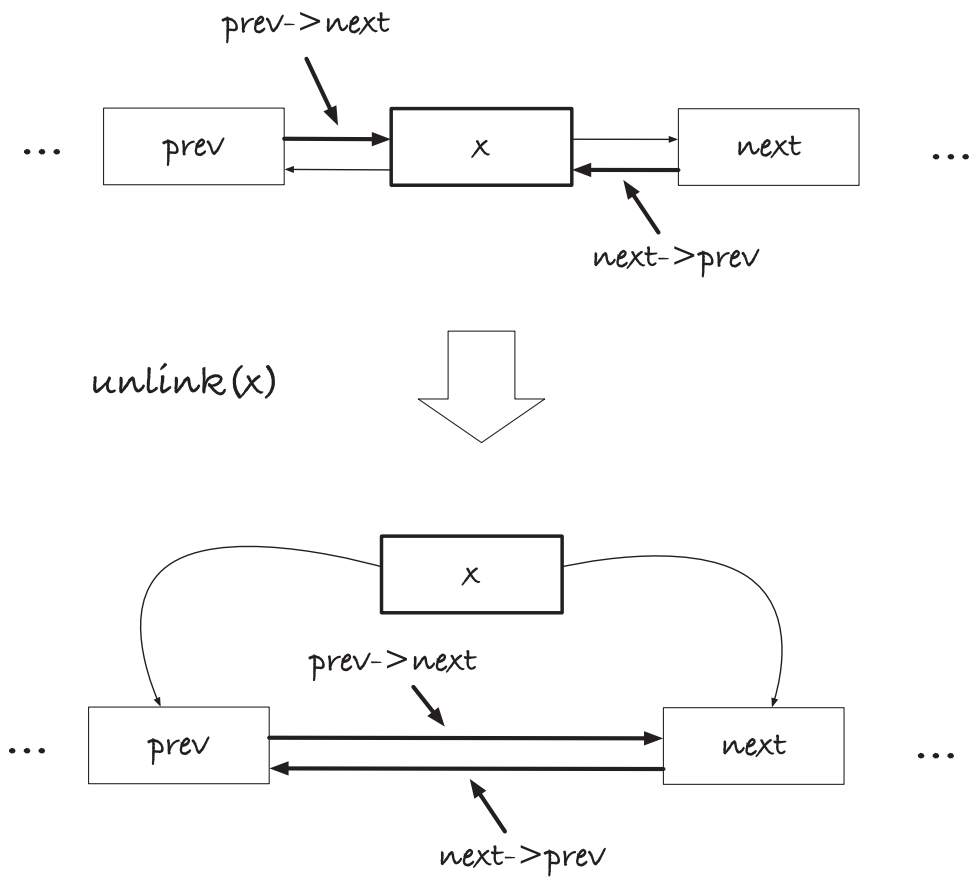 prev->next
... prev x next ...
next->prev
unlink(x)
x
prev->next
... prev next ...
next->prev